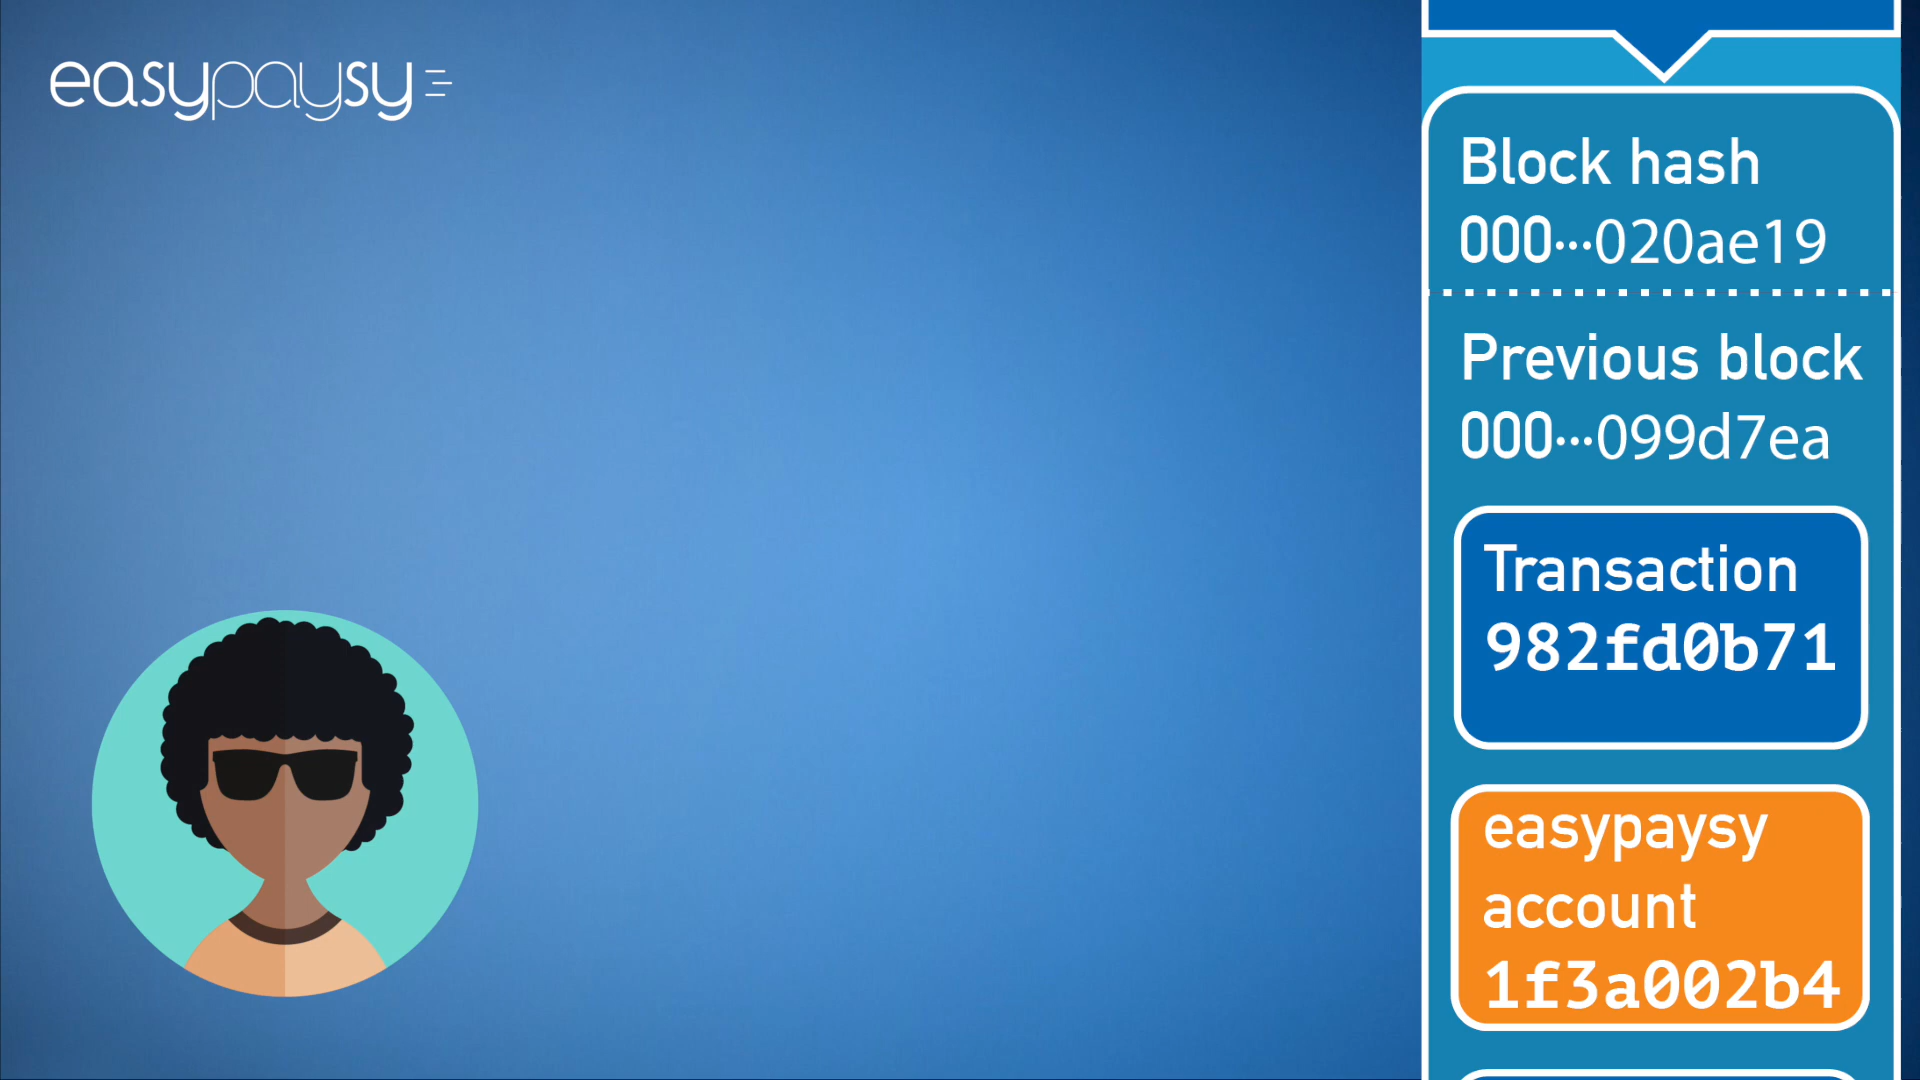 easypaysy
Block hash
000...020ae19
Previous block
000...099d7ea
Transaction
982fd0b71
easypaysy
account
1f3a002b4